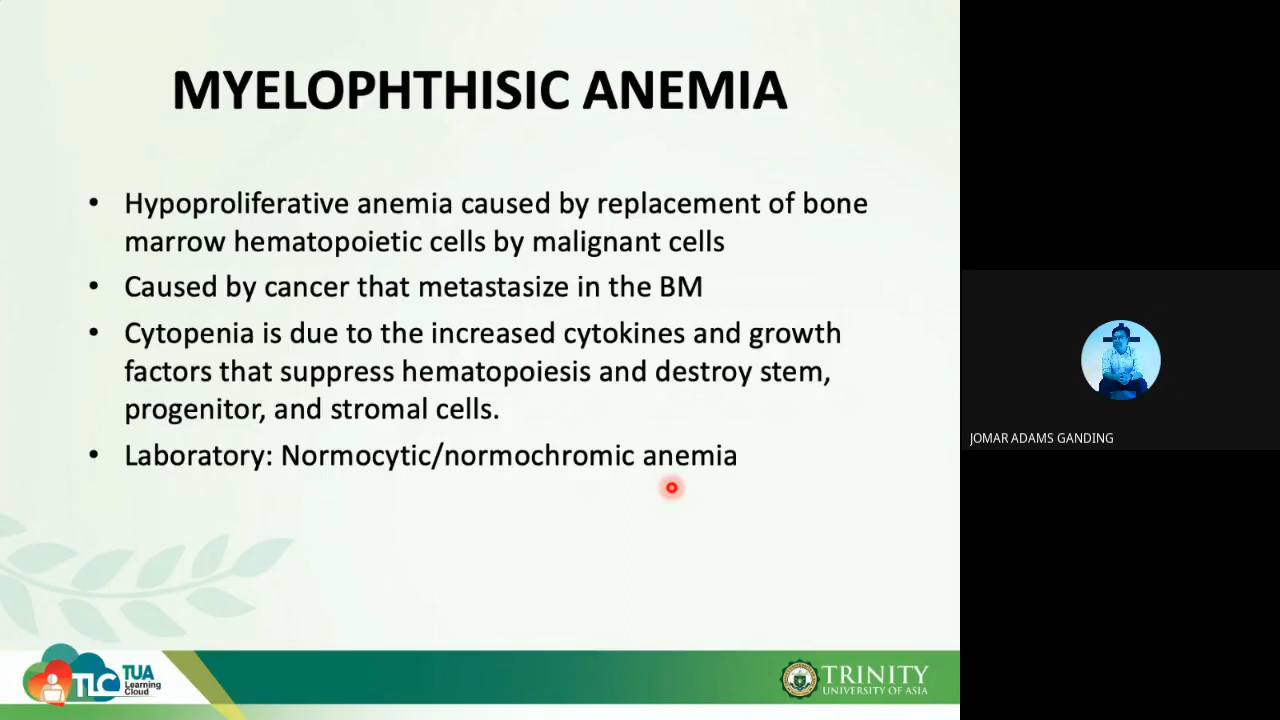 MYELOPHTHISIC ANEMIA
• Hypoproliferative anemia caused by replacement of bone
marrow hematopoietic cells by malignant cells
• Caused by cancer that metastasize in the BM
• Cytopenia is due to the increased cytokines and growth
factors that suppress hematopoiesis and destroy stem,
progenitor, and stromal cells.
• Laboratory: Normocytic/normochromic anemia
JOMAR ADAMS GANDING
TLC
TUA
Learning
Cloud
TRINITY
UNIVERSITY OF ASIA